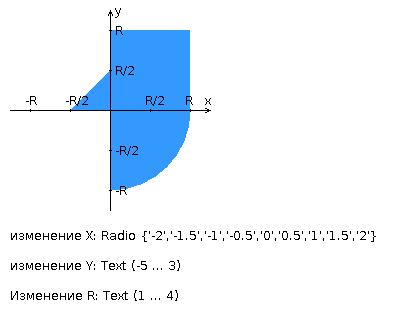 y
R
R/2
-R -R/2 R/2 R x
-R/2
-R
изменение X: Radio {'-2','-1.5','-1','-0.5','0','0.5','1','1.5','2'}
изменение Y: Text (-5 ... 3)
Изменение R: Text (1 ... 4)